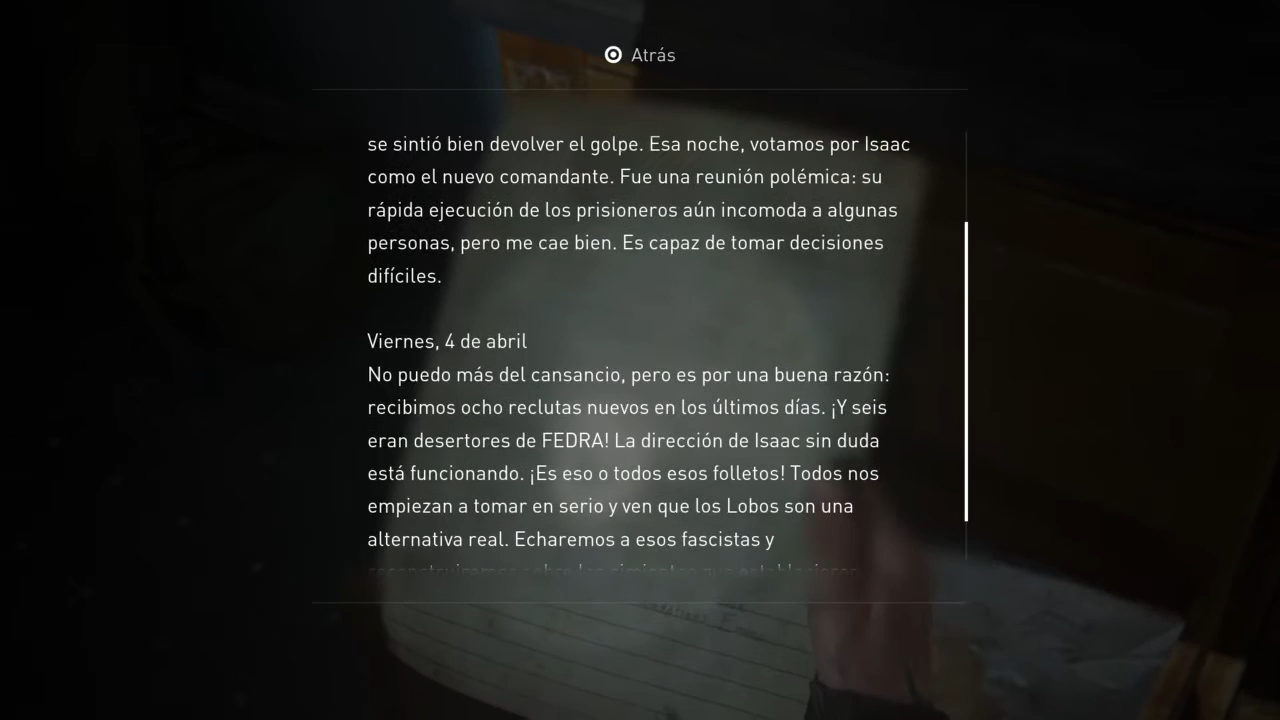 Atrás
se sintió bien devolver el golpe. Esa noche, votamos por Isaac
como el nuevo comandante. Fue una reunión polémica: su
rápida ejecución de los prisioneros aún incomoda a algunas
personas, pero me cae bien. Es capaz de tomar decisiones
difíciles.
Viernes, 4 de abril
No puedo más del cansancio, pero es por una buena razón:
recibimos ocho reclutas nuevos en los últimos días. ¡Y seis
eran desertores de FEDRA! La dirección de Isaac sin duda
está funcionando. ¡Es eso o todos esos folletos! Todos nos
empiezan a tomar en serio y ven que los Lobos son una
alternativa real. Echaremos a esos fascistas y